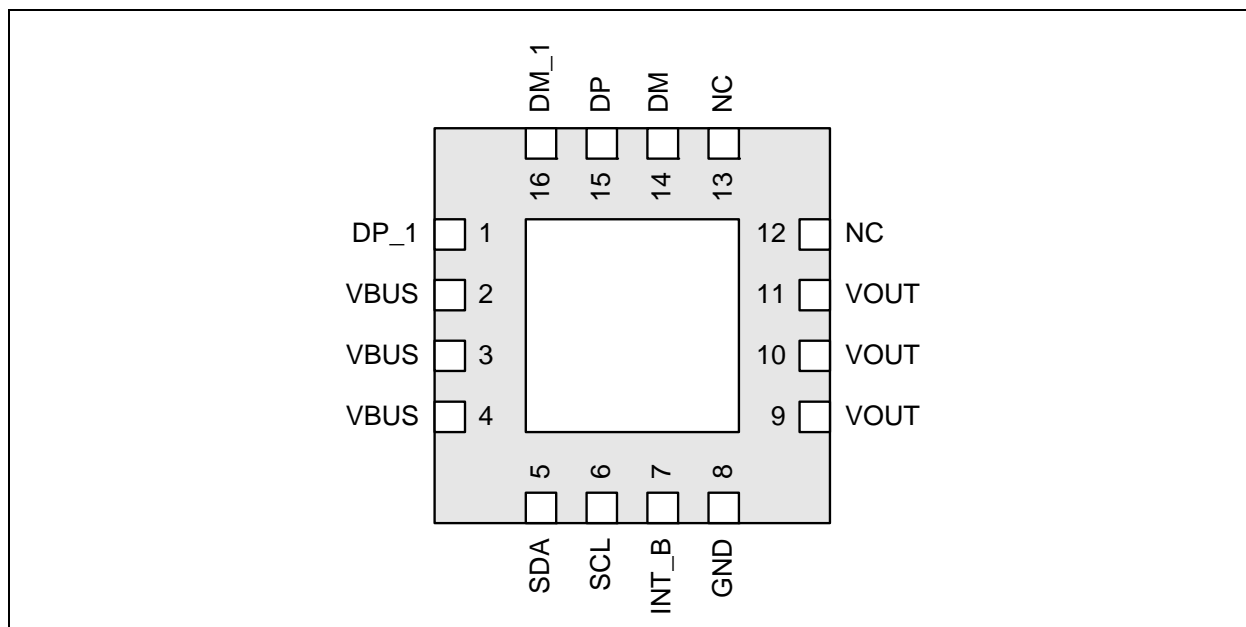 DM_1 DP DM NC
16 15 14 13
DP_1 1 12 NC
VBUS 2 11 VOUT
VBUS 3 10 VOUT
VBUS 4 9 VOUT
5 6 7 8
SDA SCL INT_B GND